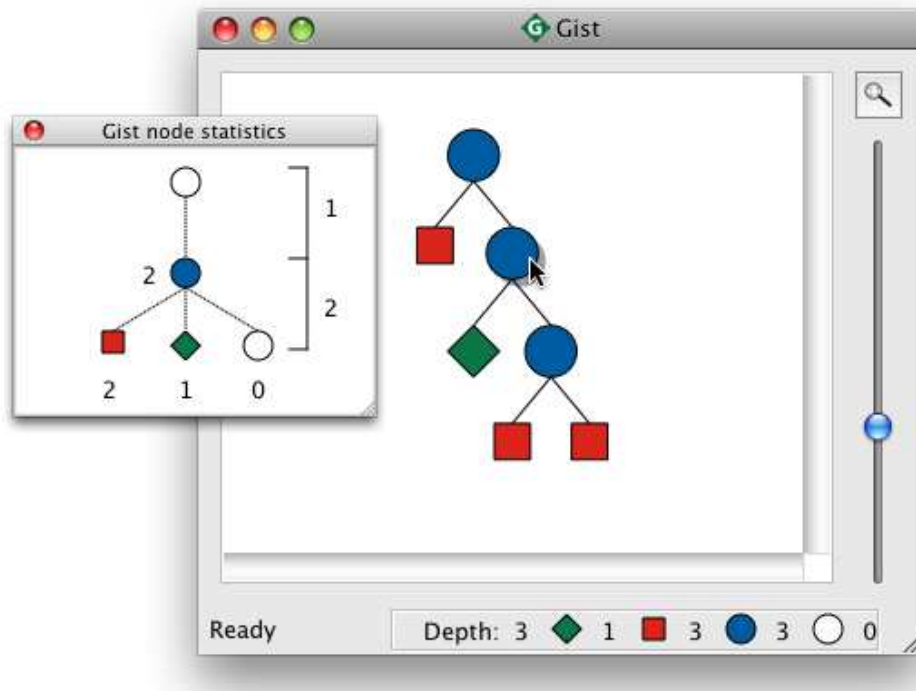 G Gist
Gist node statistics
1
2
2
2 1 0
Ready Depth: 3 1 3 3 0